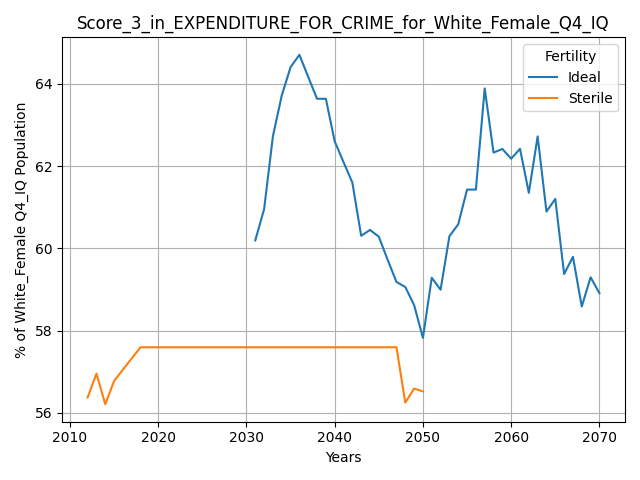 Score_3_in_EXPENDITURE_FOR_CRIME_for_White_Female_Q4_IQ
Fertility
Ideal
Sterile
% of White_Female Q4_IQ Population
64
62
60
58
56
2010
2020
2030
2040
2050
2060
2070
Years